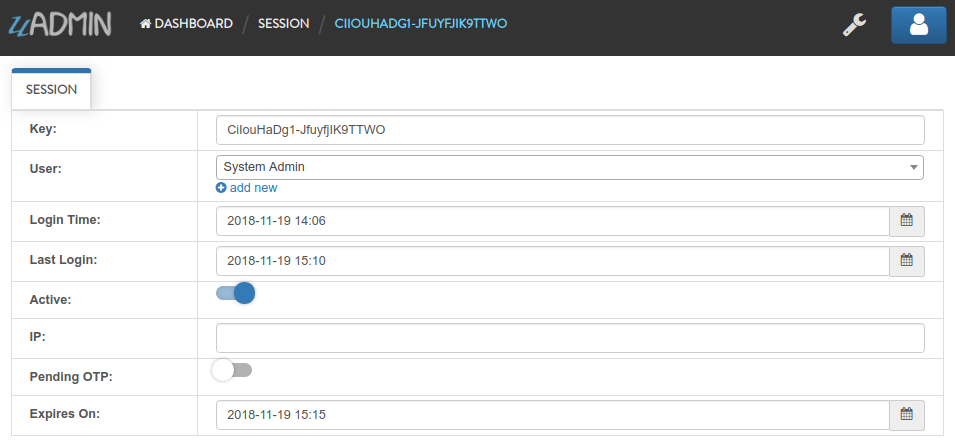 uADMIN DASHBOARD / SESSION / CIIOUHADG1-JFUYFJIK9TTWO
SESSION
Key: CiIouHaDg1-JfuyfjIK9TTWO
User: System Admin
add new
Login Time: 2018-11-19 14:06
Last Login: 2018-11-19 15:10
Active:
IP:
Pending OTP:
Expires On: 2018-11-19 15:15